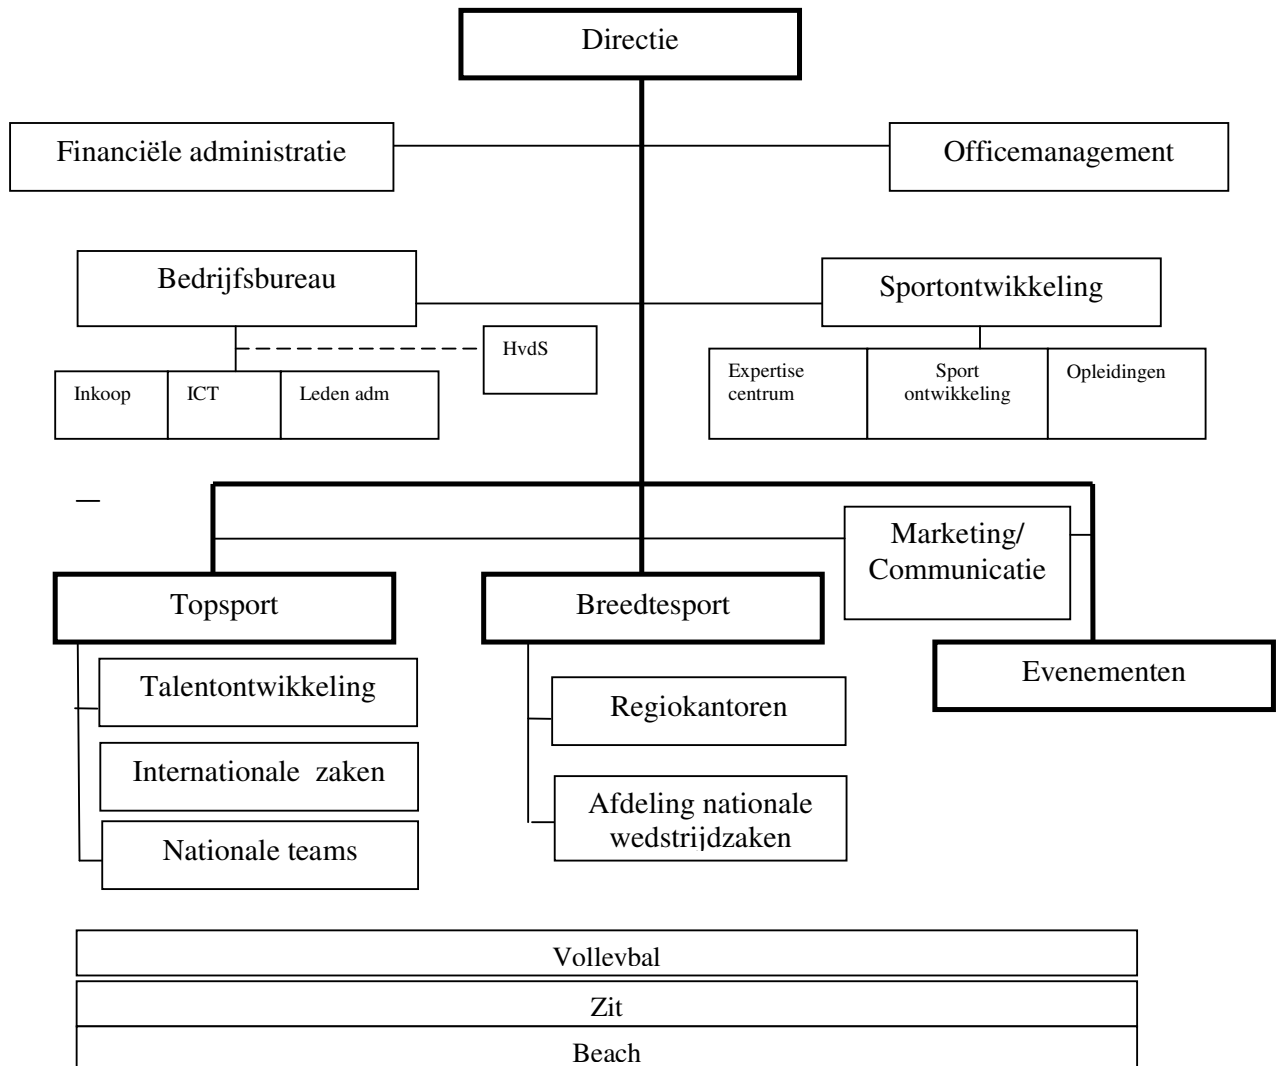 Directie
Financiële administratie
Officemanagement
Bedrijfsbureau
Sportontwikkeling
HvdS
Inkoop
ICT
Leden adm
Expertise
centrum
Sport
ontwikkeling
Opleidingen
Marketing/
Communicatie
Topsport
Breedtesport
Evenementen
Talentontwikkeling
Regiokantoren
Internationale zaken
Afdeling nationale
wedstrijdzaken
Nationale teams
Vollevbal
Zit
Beach